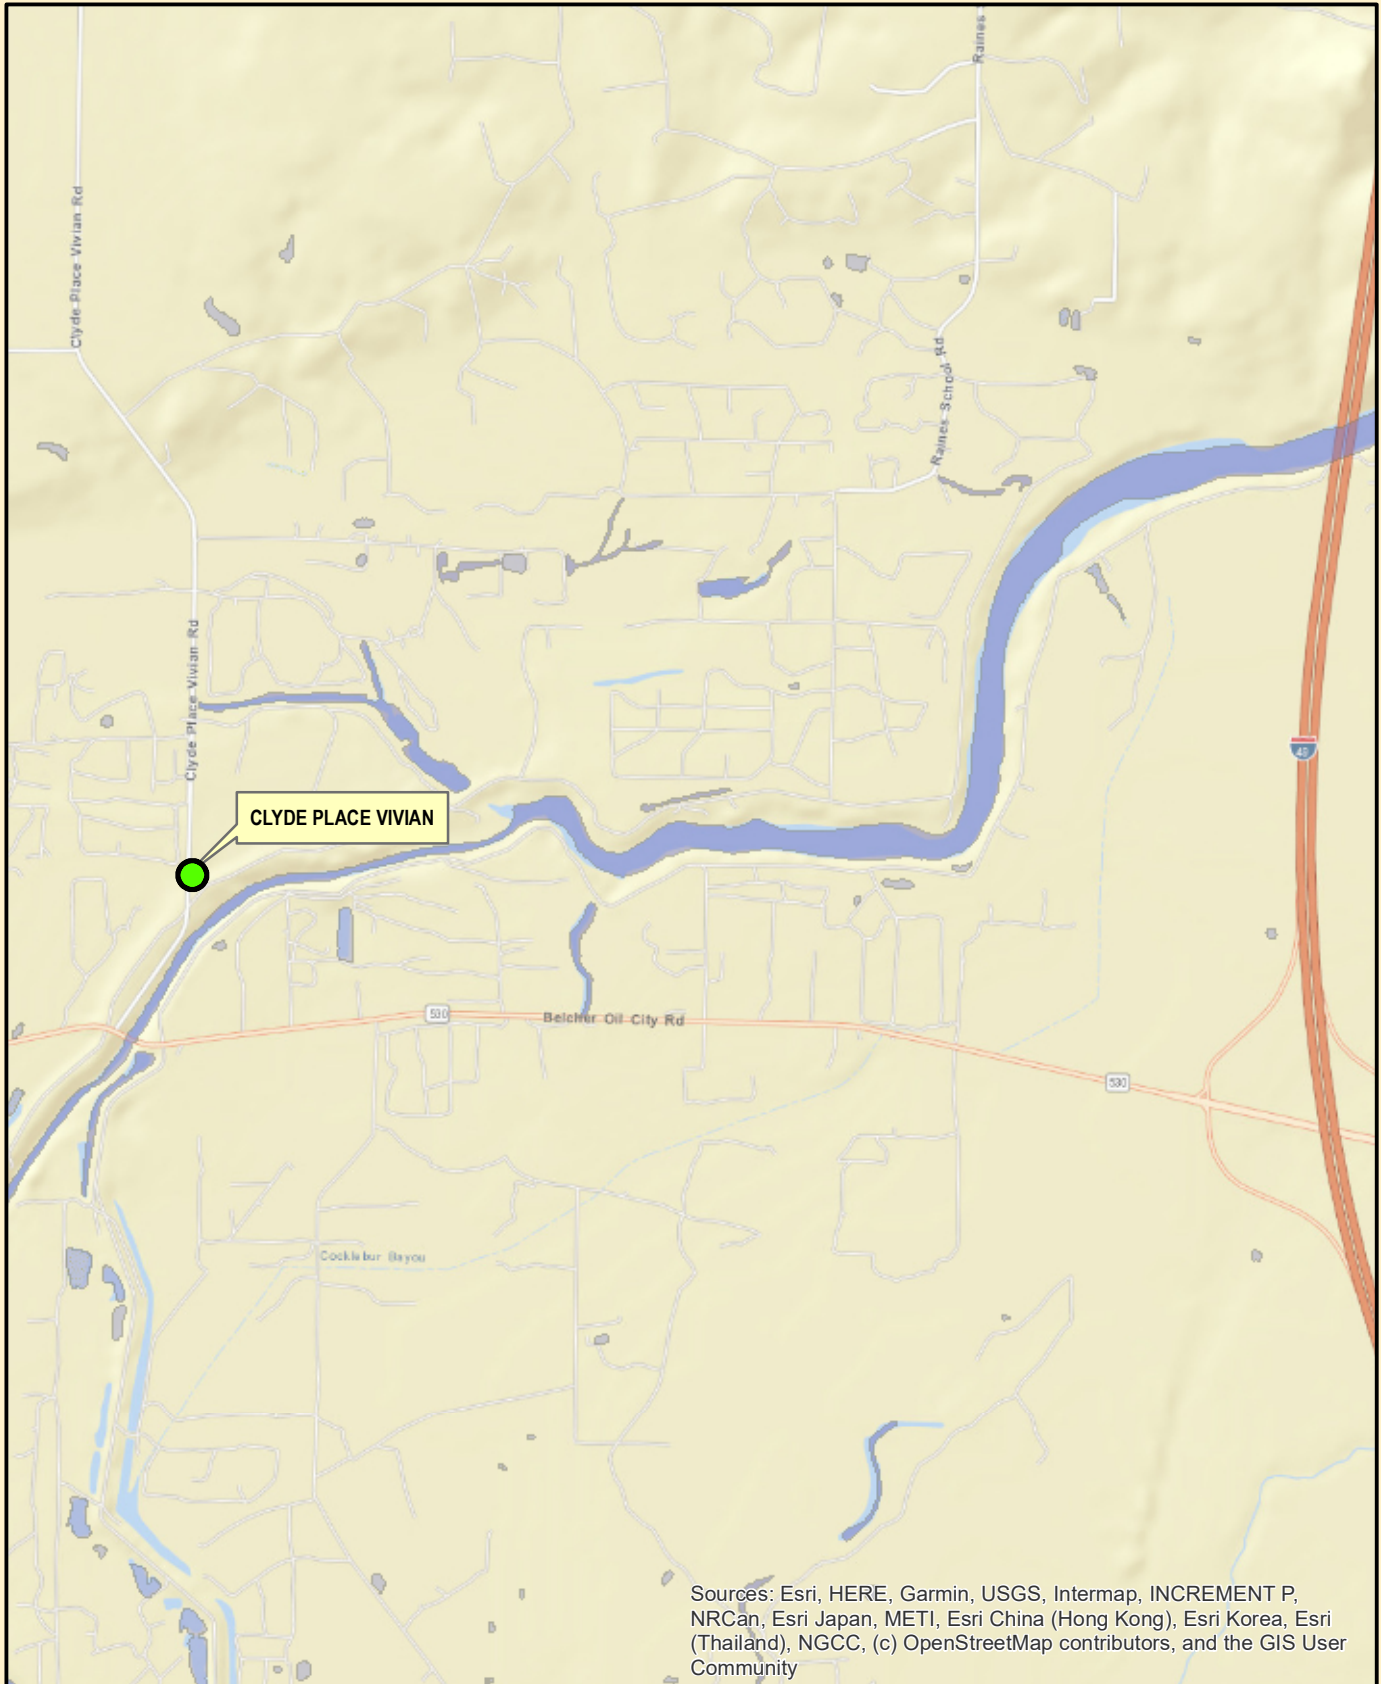 Raines
Clyde Place Vivian Rd
Raines School Rd
Clyde Place Vivian Rd
49
CLYDE PLACE VIVIAN
530
Belcher Oil City Rd
530
Cocklebur Bayou
Sources: Esri, HERE, Garmin, USGS, Intermap, INCREMENT P,
NRCan, Esri Japan, METI, Esri China (Hong Kong), Esri Korea, Esri
(Thailand), NGCC, (c) OpenStreetMap contributors, and the GIS User
Community